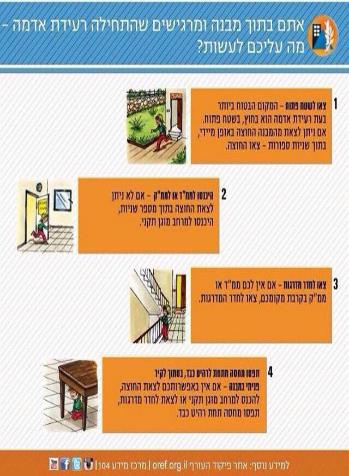 אתם בתוך מבנה ומרגישים שהתחילה רעידת אדמה –
מה עליכם לעשות?
1
צאו לשטח פתוח – המקום הבטוח ביותר
בעת רעידת אדמה הוא בחוץ, בשטח פתוח.
אם ניתן לצאת מהמבנה החוצה באופן מיידי,
בתוך שניות ספורות – צאו החוצה.
2
היכנסו לממ"ד או לממ"ק – אם לא ניתן
לצאת החוצה בתוך מספר שניות,
היכנסו למרחב מוגן תקני.
3
צאו לחדר מדרגות – אם אין לכם ממ"ד או
ממ"ק בקרבת מקומכם, צאו לחדר המדרגות.
4
תפסו מחסה תחת לרהיט כבד, בסמוך לקיר
פנימי במבנה – אם אין באפשרותכם לצאת החוצה,
להכנס למרחב מוגן תקני או לצאת לחדר מדרגות,
תפסו מחסה תחת רהיט כבד.
למידע נוסף: אתר פיקוד העורף oref.org.il | מרכז מידע 104 |